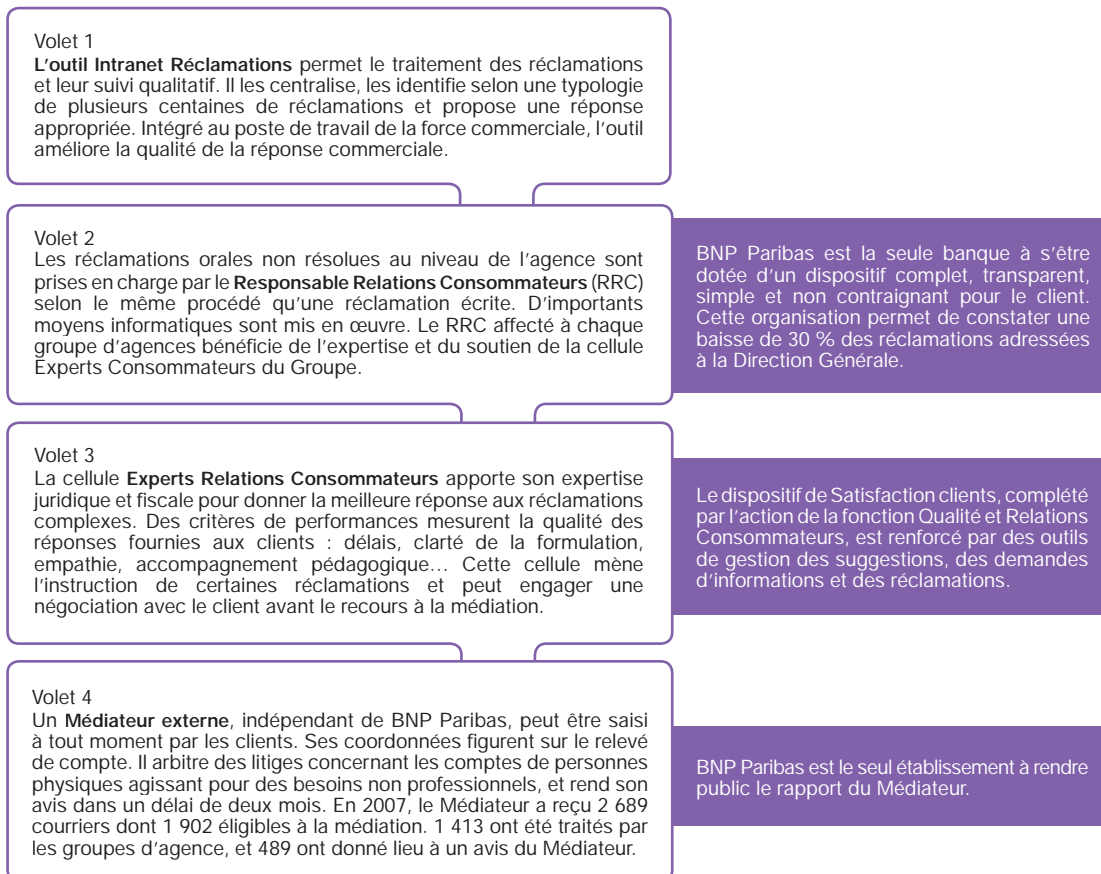 Volet 1
L'outil Intranet Réclamations permet le traitement des réclamations
et leur suivi qualitatif. Il les centralise, les identifie selon une typologie
de plusieurs centaines de réclamations et propose une réponse
appropriée. Intégré au poste de travail de la force commerciale, l'outil
améliore la qualité de la réponse commerciale.
Volet 2
Les réclamations orales non résolues au niveau de l'agence sont
prises en charge par le Responsable Relations Consommateurs (RRC)
selon le même procédé qu'une réclamation écrite. D'importants
moyens informatiques sont mis en œuvre. Le RRC affecté à chaque
groupe d'agences bénéficie de l'expertise et du soutien de la cellule
Experts Consommateurs du Groupe.
BNP Paribas est la seule banque à s'être
dotée d'un dispositif complet, transparent,
simple et non contraignant pour le client.
Cette organisation permet de constater une
baisse de 30 % des réclamations adressées
à la Direction Générale.
Volet 3
La cellule Experts Relations Consommateurs apporte son expertise
juridique et fiscale pour donner la meilleure réponse aux réclamations
complexes. Des critères de performances mesurent la qualité des
réponses fournies aux clients : délais, clarté de la formulation,
empathie, accompagnement pédagogique… Cette cellule mène
l'instruction de certaines réclamations et peut engager une
négociation avec le client avant le recours à la médiation.
Le dispositif de Satisfaction clients, complété
par l'action de la fonction Qualité et Relations
Consommateurs, est renforcé par des outils
de gestion des suggestions, des demandes
d'informations et des réclamations.
Volet 4
Un Médiateur externe, indépendant de BNP Paribas, peut être saisi
à tout moment par les clients. Ses coordonnées figurent sur le relevé
de compte. Il arbitre des litiges concernant les comptes de personnes
physiques agissant pour des besoins non professionnels, et rend son
avis dans un délai de deux mois. En 2007, le Médiateur a reçu 2 689
courriers dont 1 902 éligibles à la médiation. 1 413 ont été traités par
les groupes d'agence, et 489 ont donné lieu à un avis du Médiateur.
BNP Paribas est le seul établissement à rendre
public le rapport du Médiateur.